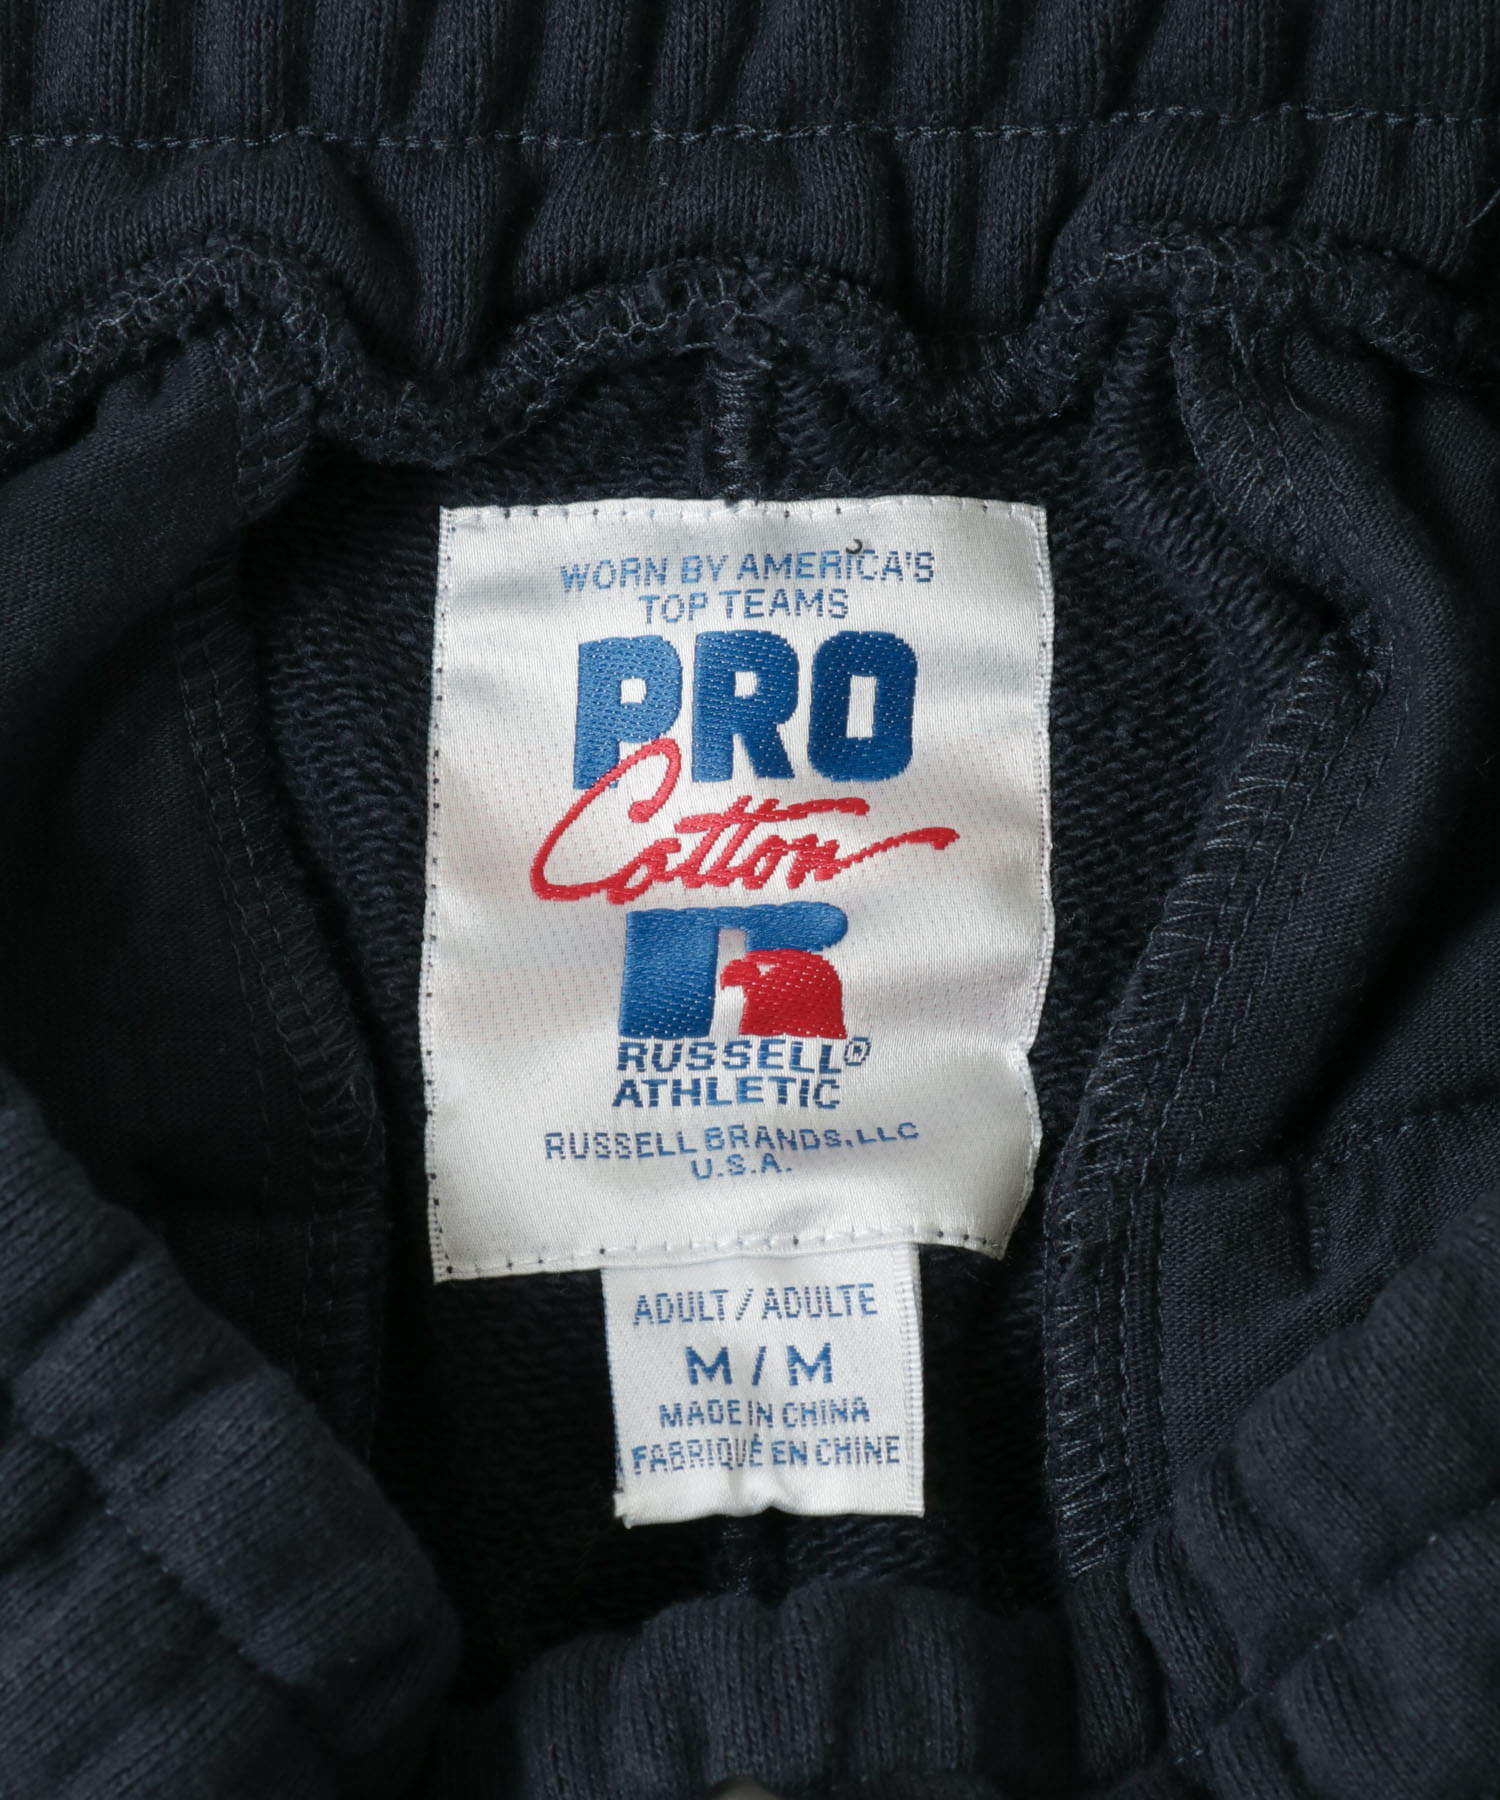 WORN BY AMERICA'S
TOP TEAMS
PRO
Cotton
RUSSELL®
ATHLETIC
RUSSELL BRANDS, LLC
U.S.A.
ADULT / ADULTE
M / M
MADE IN CHINA
FABRIQUÉ EN CHINE